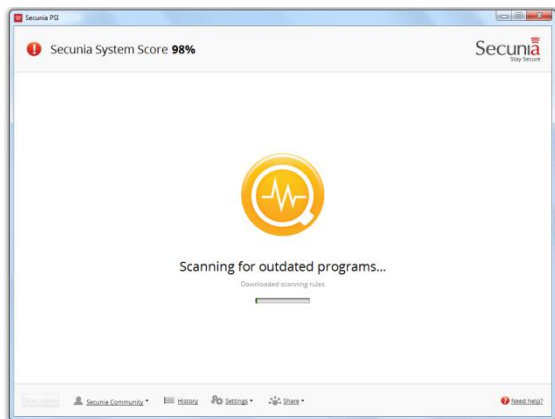 Secunia PSI
Secunia System Score 98%
Secunia
Stay Secure
Scanning for outdated programs...
Downloaded scanning rules
Secunia Community
History
Settings
Share
Need help?